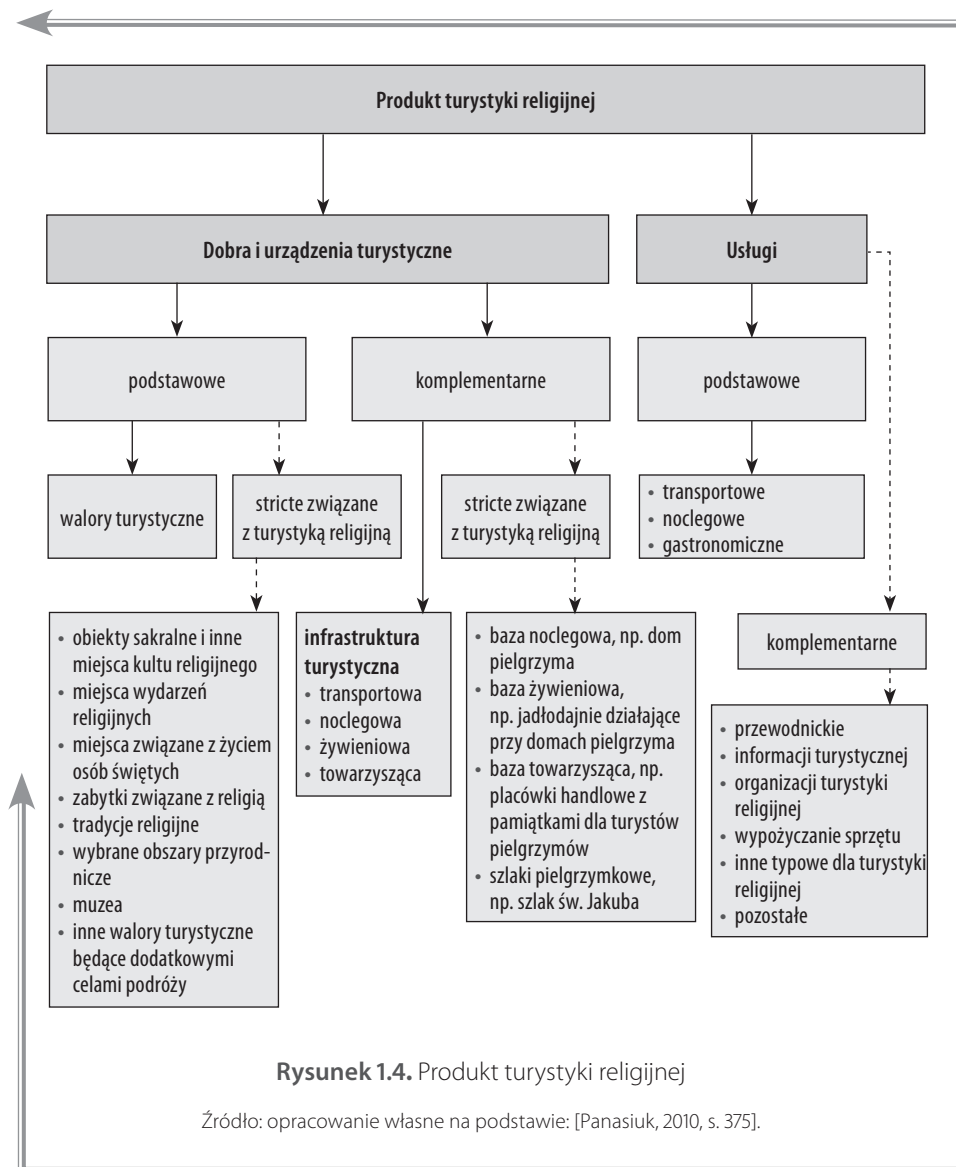 Produkt turystyki religijnej
Dobra i urządzenia turystyczne
Usługi
podstawowe
komplementarne
podstawowe
walory turystyczne
stricte związane
z turystyką religijną
stricte związane
z turystyką religijną
• transportowe
• noclegowe
• gastronomiczne
• obiekty sakralne i inne
miejsca kultu religijnego
• miejsca wydarzeń
religijnych
• miejsca związane z życiem
osób świętych
• zabytki związane z religią
• tradycje religijne
• wybrane obszary przyrod-
nicze
• muzea
• inne walory turystyczne
będące dodatkowymi
celami podróży
infrastruktura
turystyczna
• transportowa
• noclegowa
• żywieniowa
• towarzysząca
• baza noclegowa, np. dom
pielgrzyma
• baza żywieniowa,
np. jadłodajnie działające
przy domach pielgrzyma
• baza towarzysząca, np.
placówki handlowe z
pamiątkami dla turystów
pielgrzymów
• szlaki pielgrzymkowe,
np. szlak św. Jakuba
komplementarne
• przewodnickie
• informacji turystycznej
• organizacji turystyki
religijnej
• wypożyczanie sprzętu
• inne typowe dla turystyki
religijnej
• pozostałe
Rysunek 1.4. Produkt turystyki religijnej
Źródło: opracowanie własne na podstawie: [Panasiuk, 2010, s. 375].